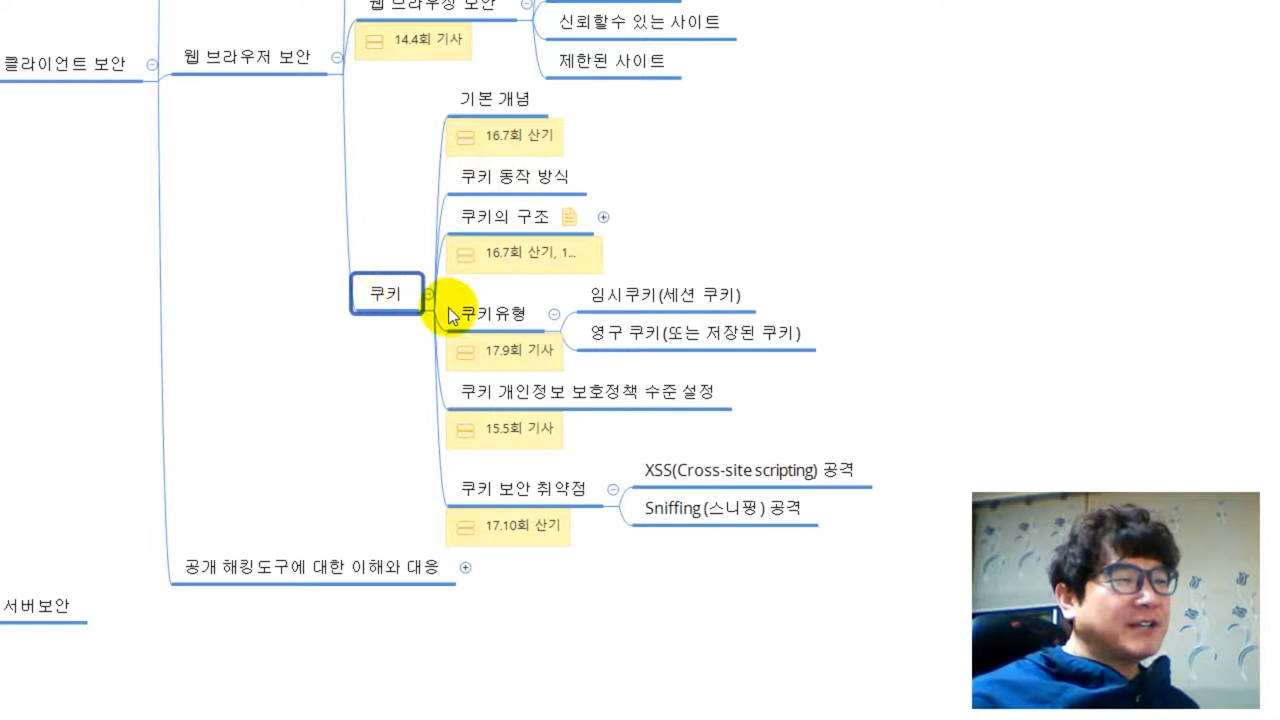 웹 브라우징 보안
신뢰할수 있는 사이트
14.4회 기사
클라이언트 보안
웹 브라우저 보안
제한된 사이트
기본 개념
16.7회 산기
쿠키 동작 방식
쿠키의 구조
16.7회 산기, 1...
쿠키
쿠키유형
임시쿠키(세션 쿠키)
영구 쿠키(또는 저장된 쿠키)
17.9회 기사
쿠키 개인정보 보호정책 수준 설정
15.5회 기사
쿠키 보안 취약점
XSS(Cross-site scripting) 공격
Sniffing(스니핑) 공격
17.10회 산기
공개 해킹도구에 대한 이해와 대응
서버보안